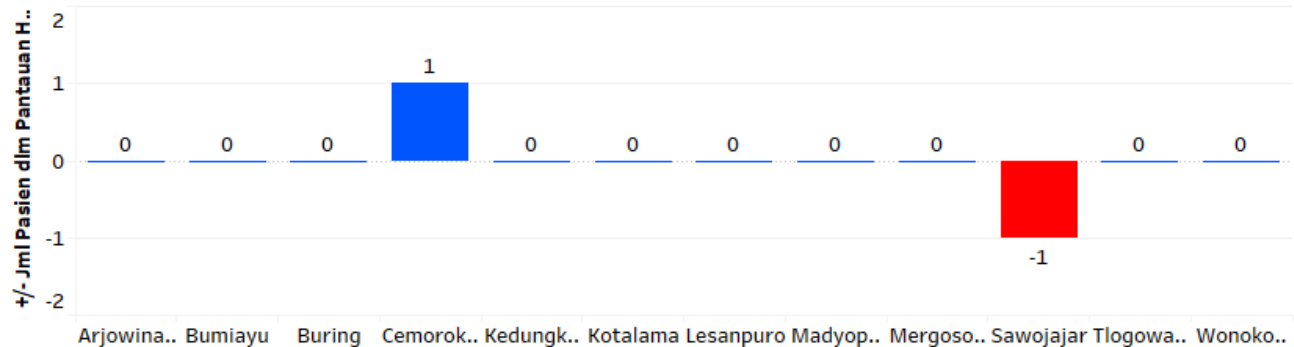 +/- Jml Pasien dlm Pantauan H..
2
1
0
-1
-2
0 0 0 1 0 0 0 0 0 -1 0 0
Arjowina.. Bumiayu Buring Cemorok.. Kedungk.. Kotalama Lesanpuro Madyop.. Mergoso.. Sawojajar Tlogowa.. Wonoko..